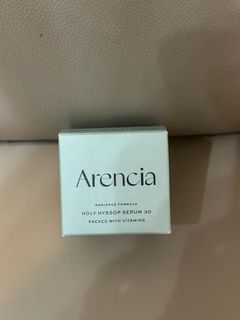 Arencia
RADIANCE FORMULA
HOLY HYSSOP SERUM 30
PACKED WITH VITAMINS